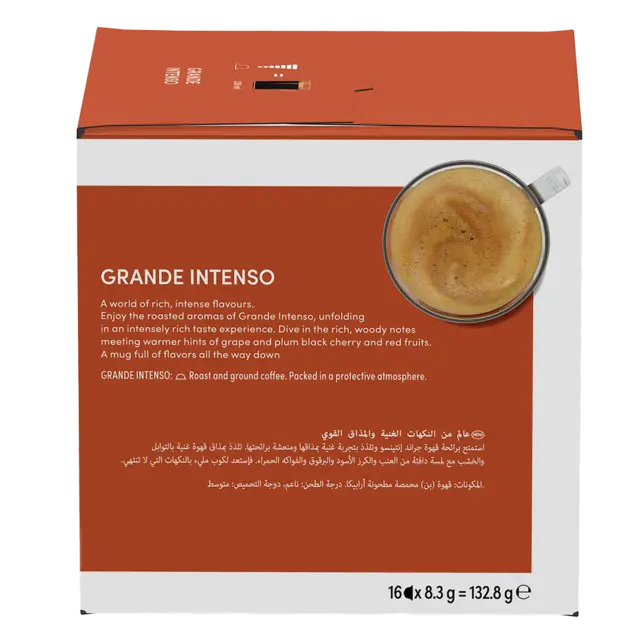 GRANDE
INTENSO
GRANDE INTENSO
A world of rich, intense flavours.
Enjoy the roasted aromas of Grande Intenso, unfolding
in an intensely rich taste experience. Dive in the rich, woody notes
meeting warmer hints of grape and plum black cherry and red fruits.
A mug full of flavors all the way down
GRANDE INTENSO: Roast and ground coffee. Packed in a protective atmosphere.
عالم من النكهات الغنية والمذاق القوي
استمتع برائحة قهوة جراند إنتينسو وتلذذ بتجربة غنية بمذاقها ومنعشة برائحتها. تلذذ بمذاق قهوة غنية بالتوابل
والخشب مع لمسة دافئة من العنب والكرز الأسود والبرقوق والفواكه الحمراء. فإستعد لكوب مليء بالنكهات التي لا تنتهي.
المكونات: قهوة (بن) محمصة مطحونة أرابيكا. درجة الطحن: ناعم، دوجة التحميص: متوسط.
16 x 8.3 g = 132.8 g ℮